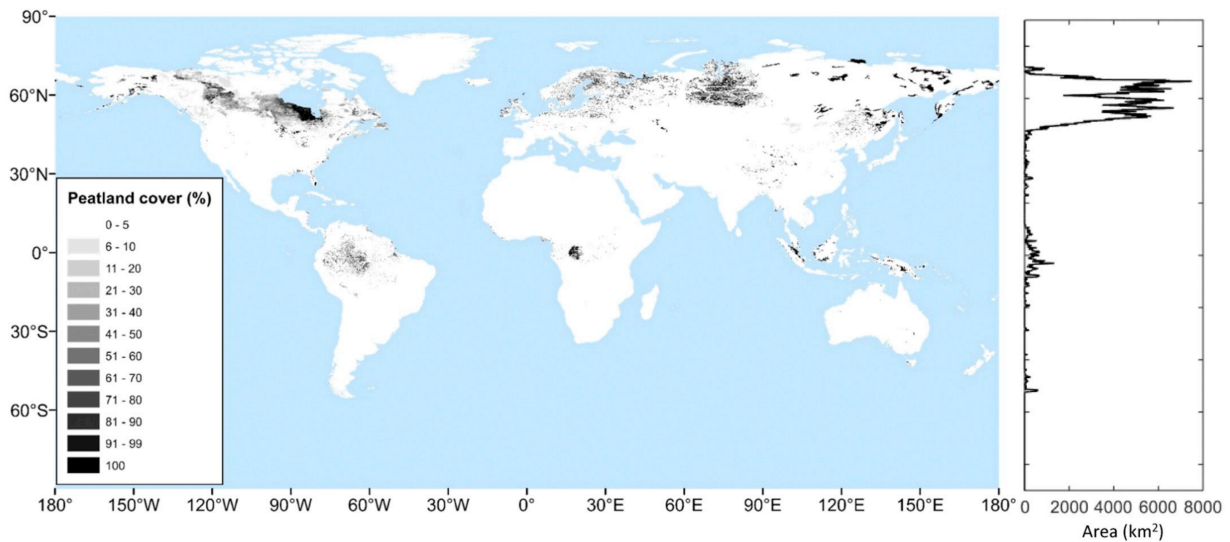 90°
60°N
30°N
0°
30°S
60°S
Peatland cover (%)
0 - 5
6 - 10
11 - 20
21 - 30
31 - 40
41 - 50
51 - 60
61 - 70
71 - 80
81 - 90
91 - 99
100
180 150°W 120°W 90°W 60°W 30°W 0° 30°E 60°E 90°E 120°E 150°E 180°
0 2000 4000 6000 8000
Area (km²)